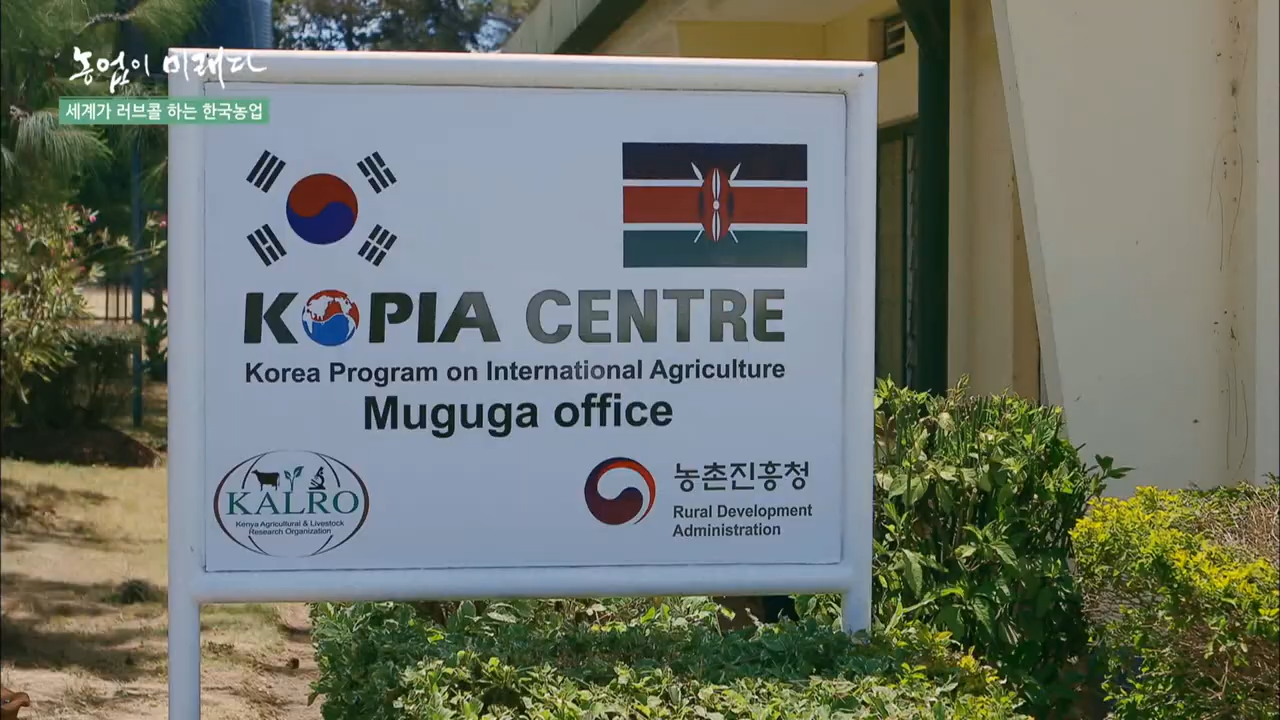 농업이 미래다
세계가 러브콜 하는 한국농업
KOPIA CENTRE
Korea Program on International Agriculture
Muguga office
KALRO
Kenya Agricultural & Livestock
Research Organization
농촌진흥청
Rural Development
Administration